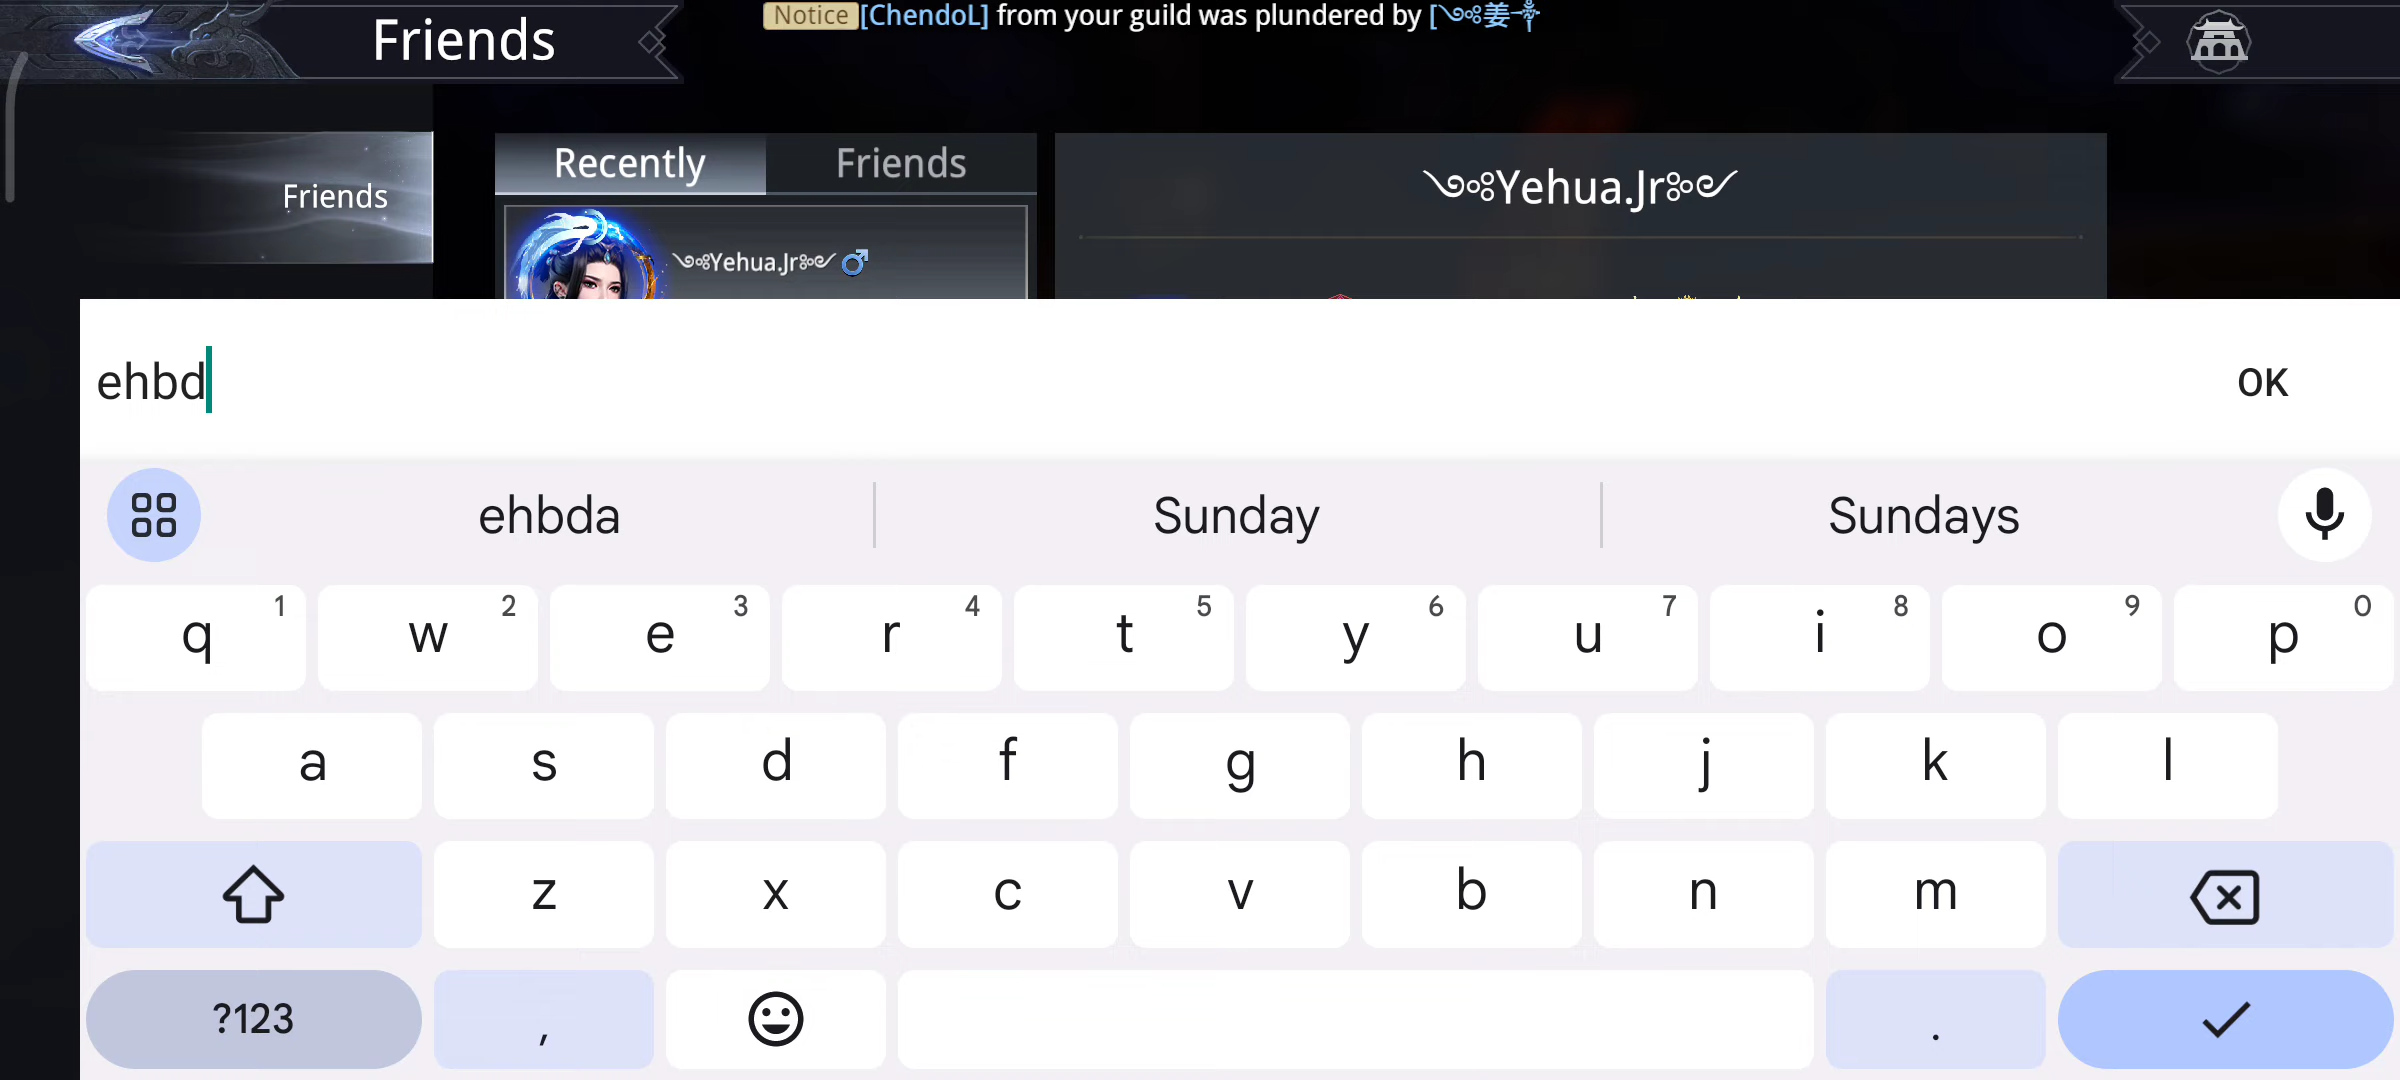 Friends
Notice [ChendoL] from your guild was plundered by [༺姜༒
Friends
Recently
Friends
༺Yehua.Jr༻
༺Yehua.Jr༻ ♂
ehbd
OK
ehbda
Sunday
Sundays
q 1 w 2 e 3 r 4 t 5 y 6 u 7 i 8 o 9 p 0
a s d f g h j k l
z x c v b n m
?123 , .